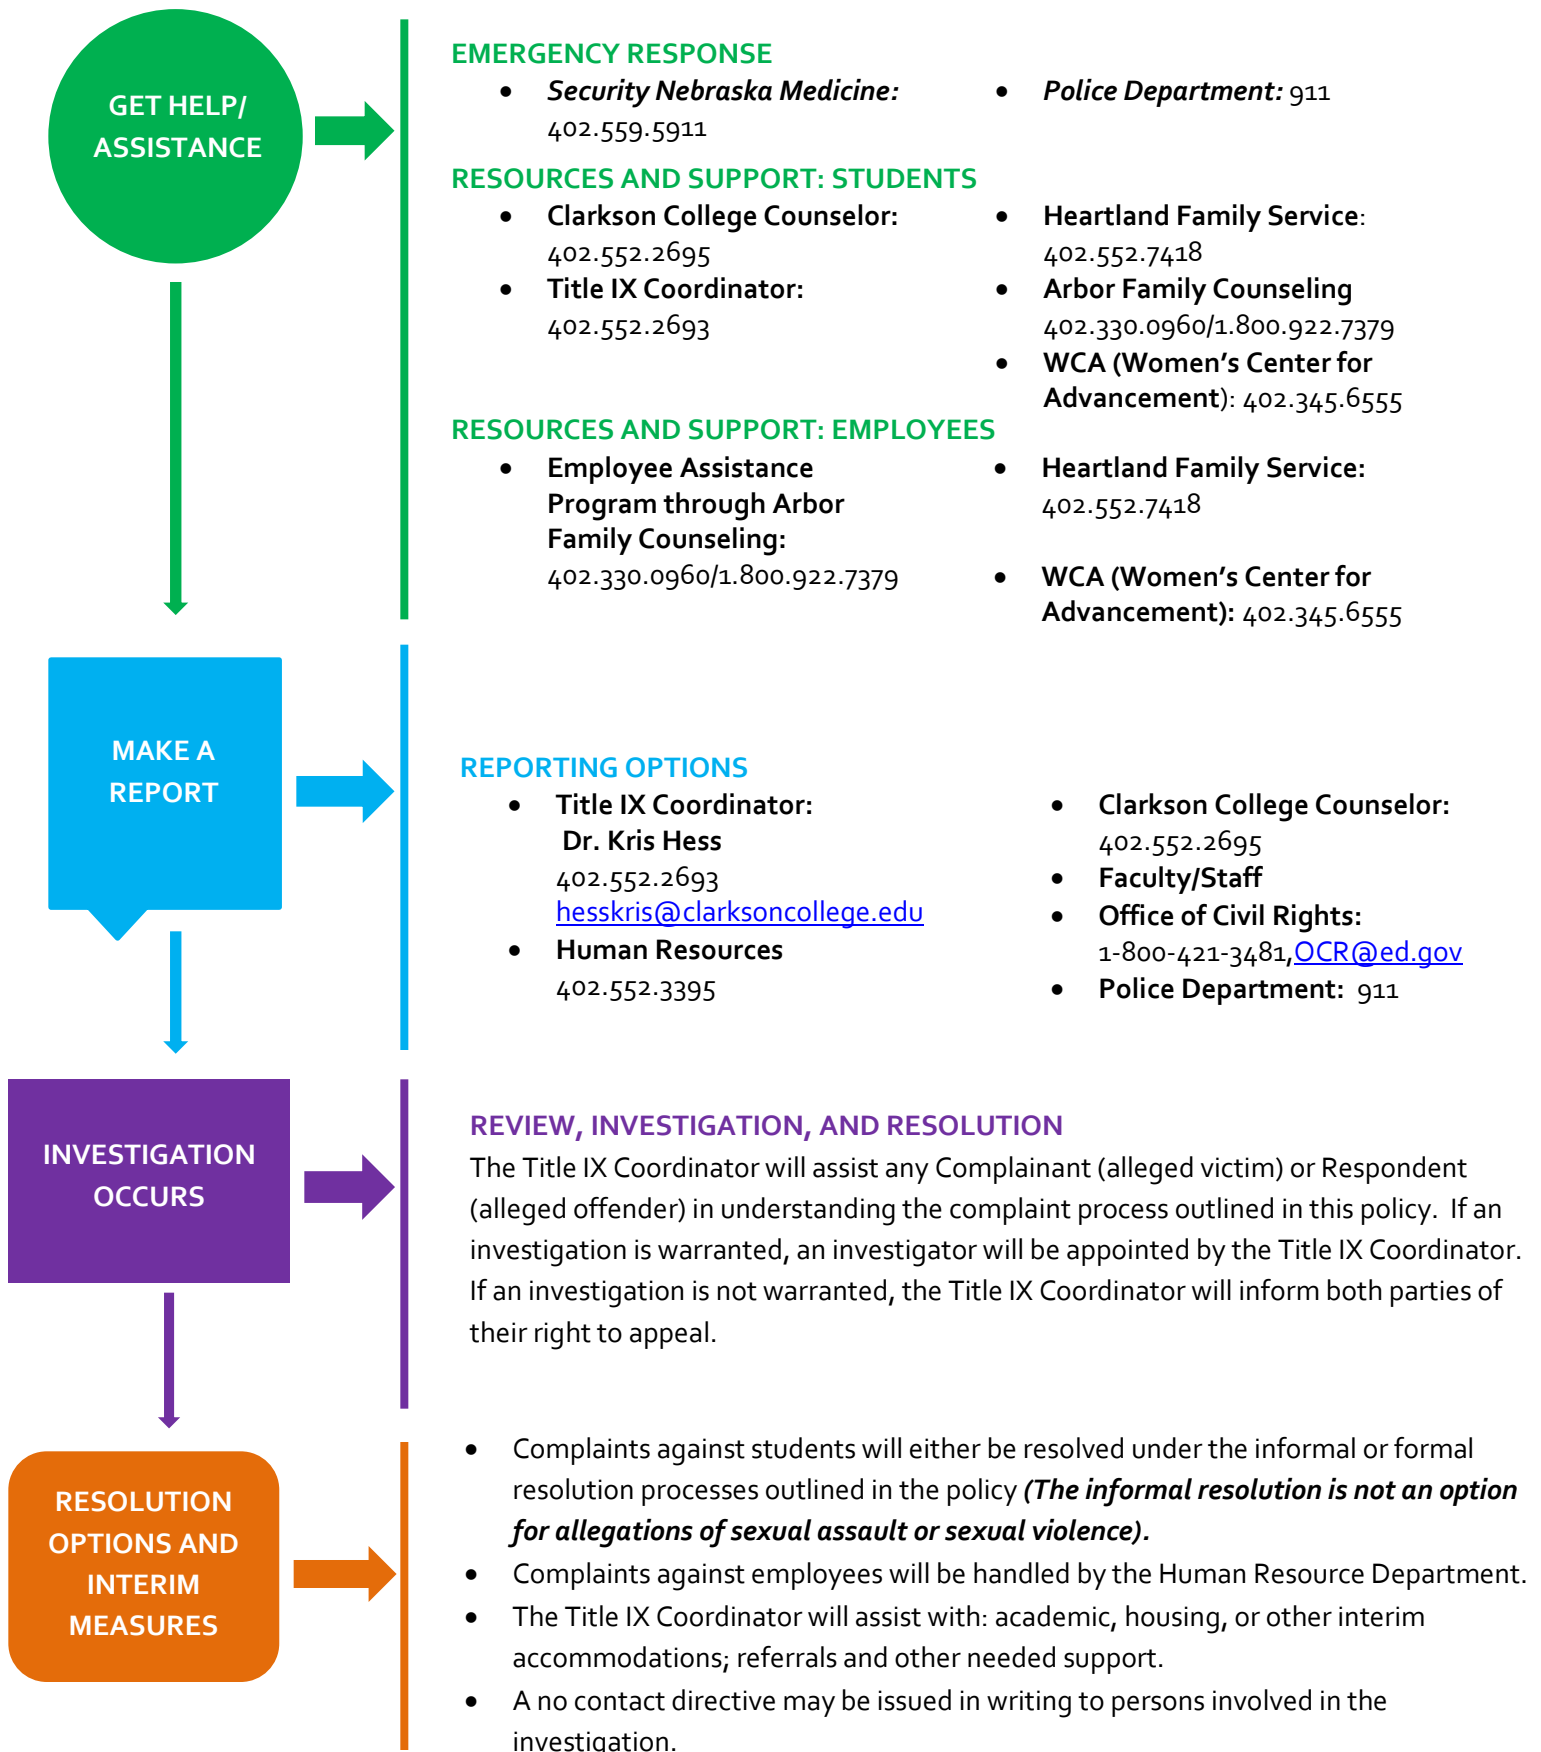 GET HELP/
ASSISTANCE
EMERGENCY RESPONSE
• Security Nebraska Medicine:
402.559.5911
• Police Department: 911
RESOURCES AND SUPPORT: STUDENTS
• Clarkson College Counselor:
402.552.2695
• Title IX Coordinator:
402.552.2693
• Heartland Family Service:
402.552.7418
• Arbor Family Counseling
402.330.0960/1.800.922.7379
• WCA (Women’s Center for
Advancement): 402.345.6555
RESOURCES AND SUPPORT: EMPLOYEES
• Employee Assistance
Program through Arbor
Family Counseling:
402.330.0960/1.800.922.7379
• Heartland Family Service:
402.552.7418
• WCA (Women’s Center for
Advancement): 402.345.6555
MAKE A
REPORT
REPORTING OPTIONS
• Title IX Coordinator:
Dr. Kris Hess
402.552.2693
hesskris@clarksoncollege.edu
• Human Resources
402.552.3395
• Clarkson College Counselor:
402.552.2695
• Faculty/Staff
• Office of Civil Rights:
1-800-421-3481,OCR@ed.gov
• Police Department: 911
INVESTIGATION
OCCURS
REVIEW, INVESTIGATION, AND RESOLUTION
The Title IX Coordinator will assist any Complainant (alleged victim) or Respondent
(alleged offender) in understanding the complaint process outlined in this policy. If an
investigation is warranted, an investigator will be appointed by the Title IX Coordinator.
If an investigation is not warranted, the Title IX Coordinator will inform both parties of
their right to appeal.
RESOLUTION
OPTIONS AND
INTERIM
MEASURES
• Complaints against students will either be resolved under the informal or formal
resolution processes outlined in the policy (The informal resolution is not an option
for allegations of sexual assault or sexual violence).
• Complaints against employees will be handled by the Human Resource Department.
• The Title IX Coordinator will assist with: academic, housing, or other interim
accommodations; referrals and other needed support.
• A no contact directive may be issued in writing to persons involved in the
investigation.